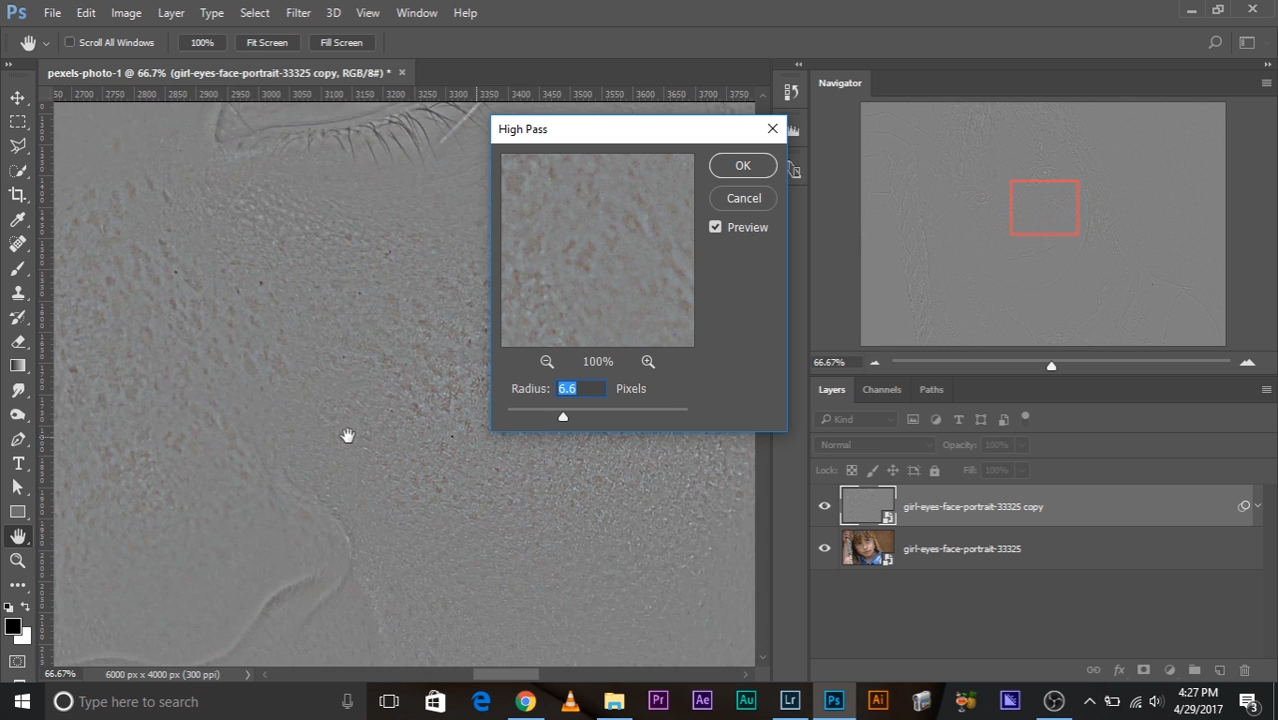 Ps File Edit Image Layer Type Select Filter 3D View Window Help
Scroll All Windows 100% Fit Screen Fill Screen
pexels-photo-1 @ 66.7% (girl-eyes-face-portrait-33325 copy, RGB/8#) *
50 2700 2750 2800 2850 2900 2950 3000 3050 3100 3150 3200 3250 3300 3350 3400 3450 3500 3550 3600 3650 3700 3750
Navigator
High Pass
OK
Cancel
Preview
100%
Radius: 6.6 Pixels
66.67%
Layers Channels Paths
Kind
Normal Opacity: 100%
Lock: Fill: 100%
girl-eyes-face-portrait-33325 copy
girl-eyes-face-portrait-33325
66.67% 6000 px x 4000 px (300 ppi)
Type here to search
Pr Ae Au Lr Ps Ai
4:27 PM
4/29/2017
3